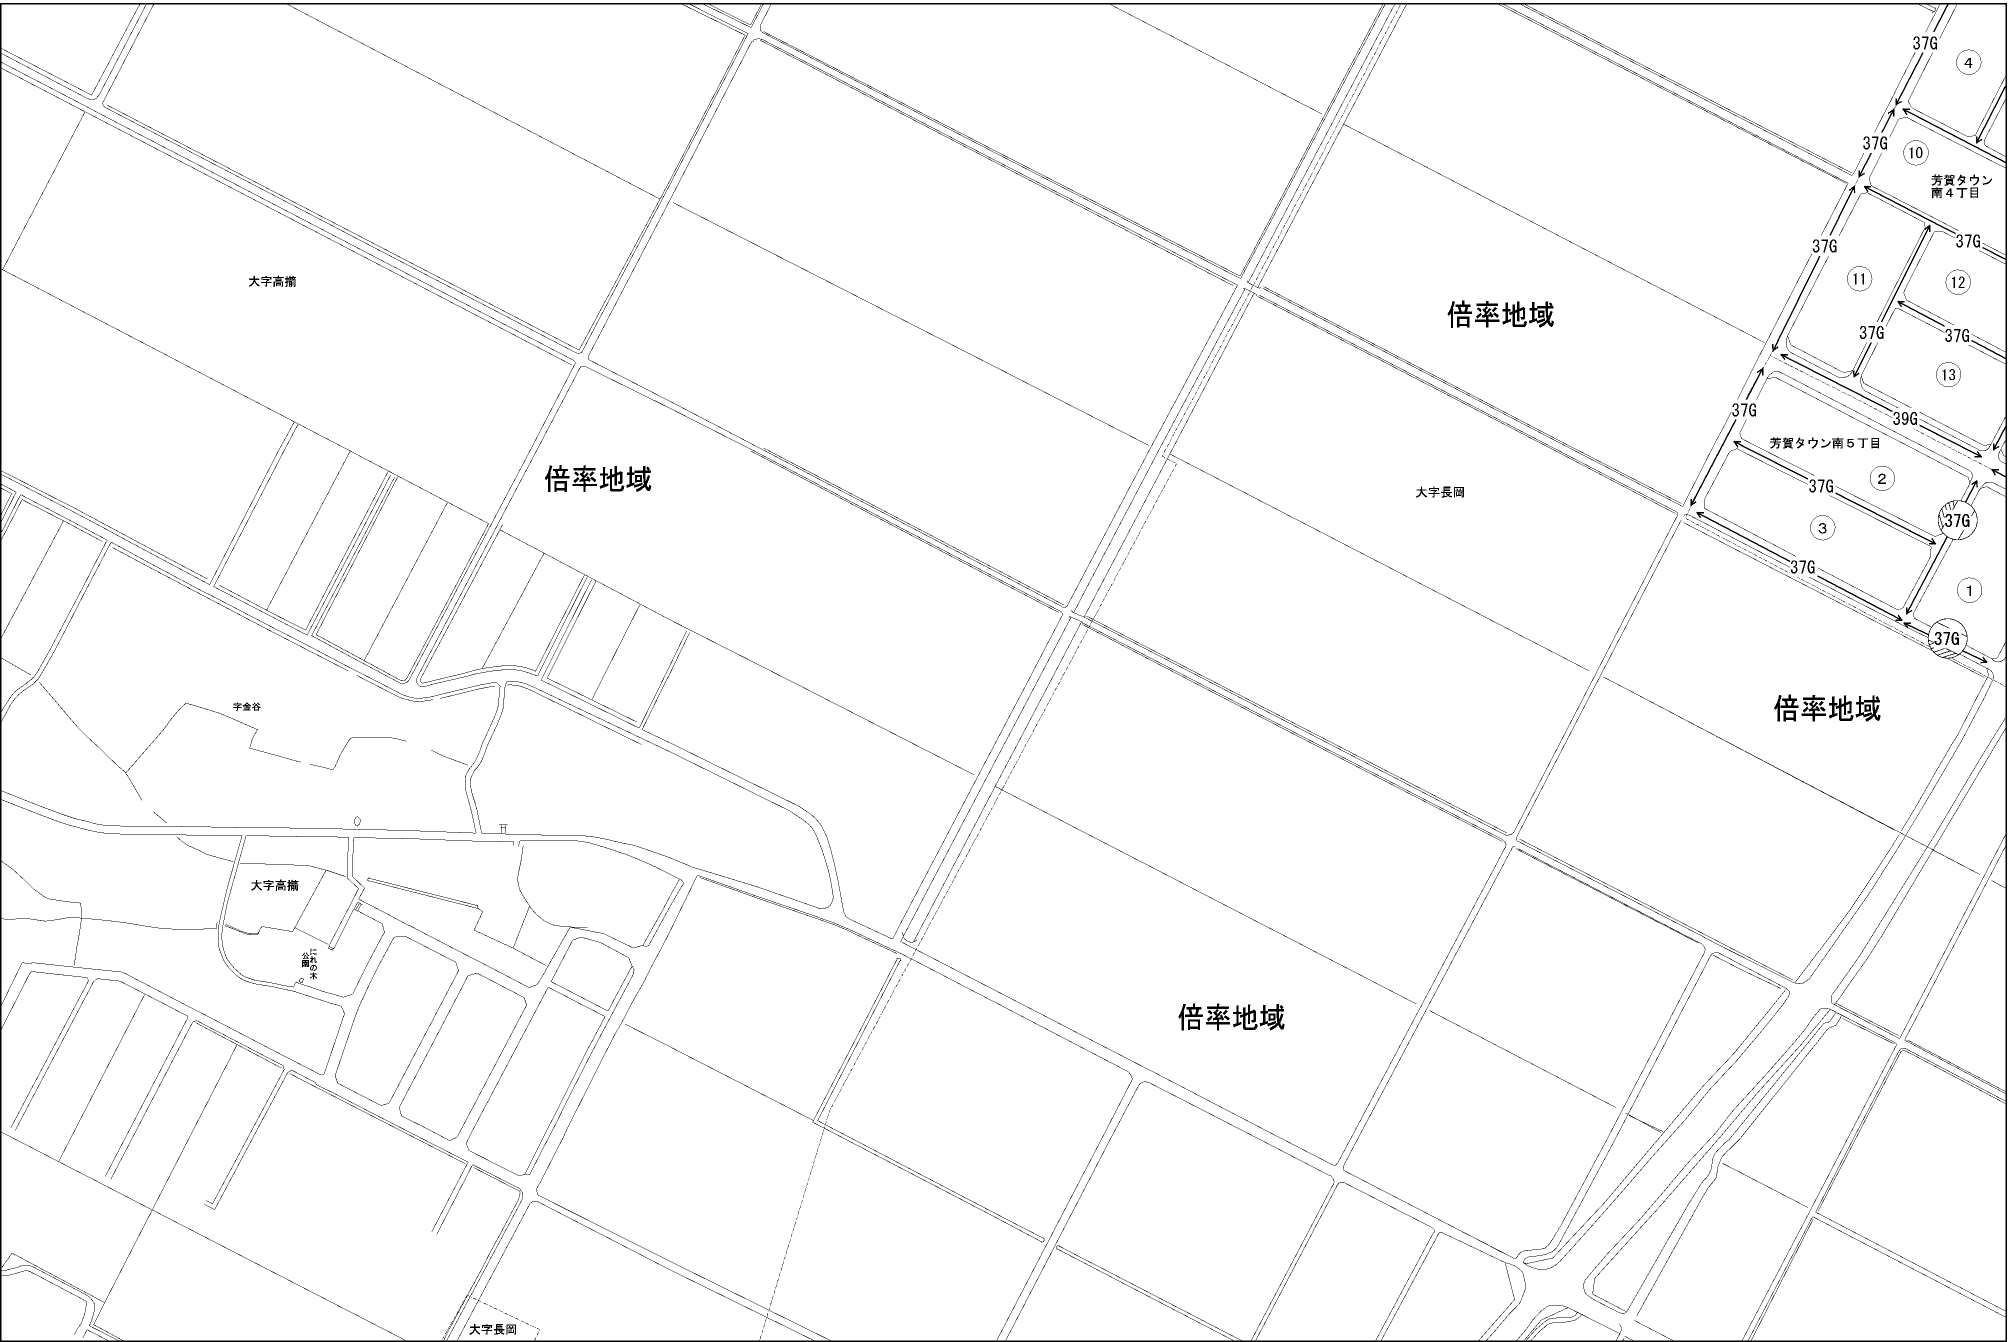 37G
④
37G
⑩
芳賀タウン
南４丁目
37G
37G
大字高擶
⑪
⑫
倍率地域
37G
37G
⑬
37G
39G
芳賀タウン南５丁目
倍率地域
②
37G
大字長岡
37G
③
37G
①
37G
字金谷
倍率地域
大字高擶
にれの木
公園
倍率地域
大字長岡